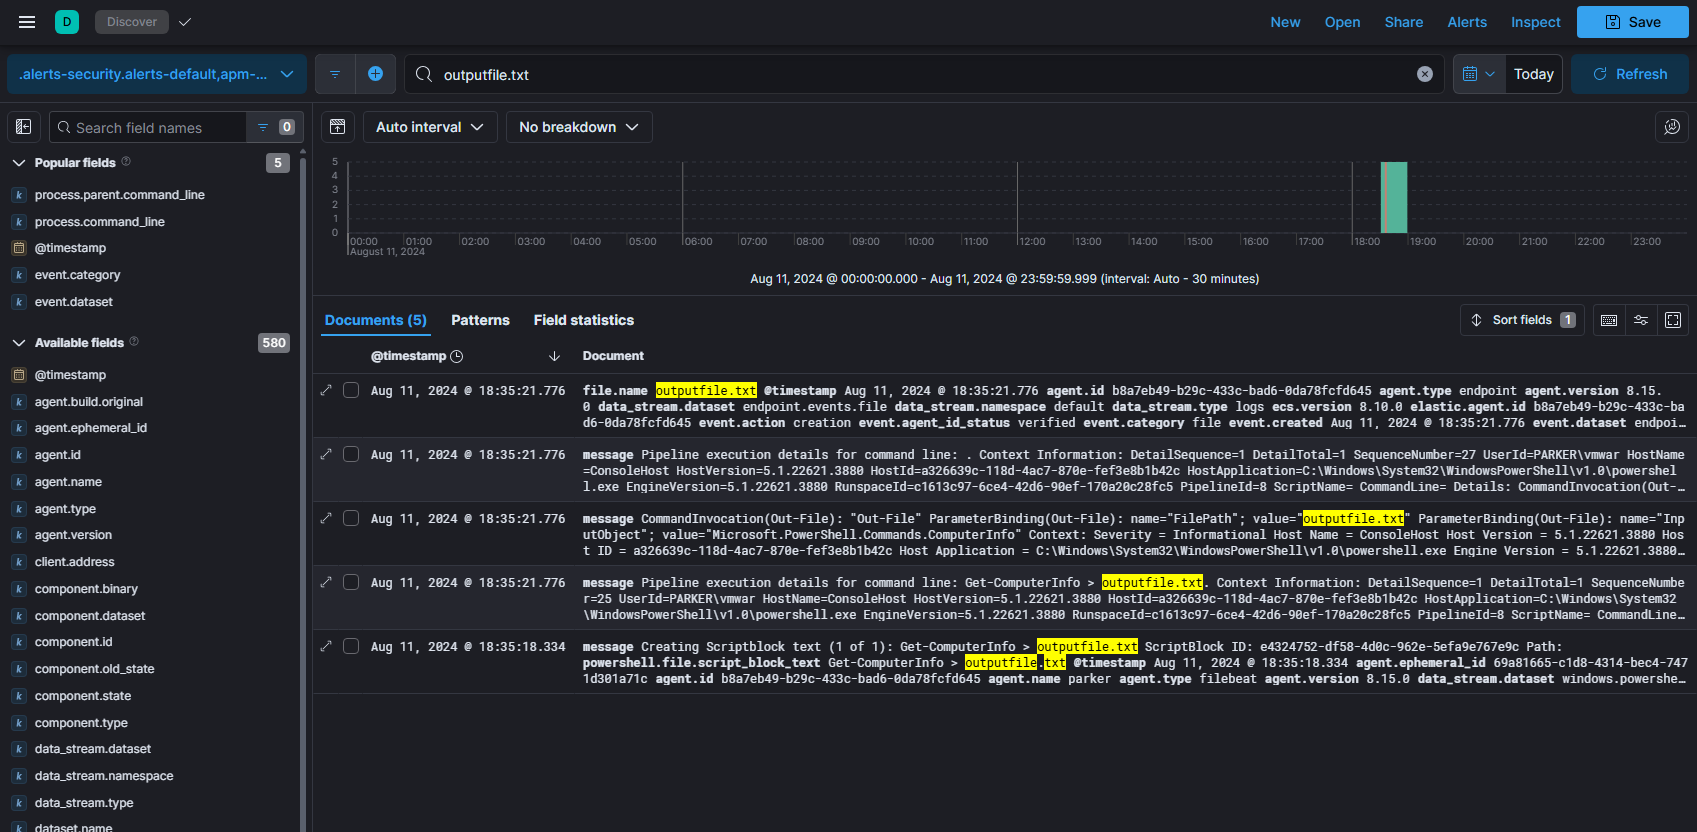 D Discover New Open Share Alerts Inspect Save
.alerts-security.alerts-default,apm-... outputfile.txt Today Refresh
Search field names 0 Auto interval No breakdown
Popular fields 5
k process.parent.command_line
k process.command_line
@timestamp
k event.category
k event.dataset
Available fields 580
@timestamp
k agent.build.original
k agent.ephemeral_id
k agent.id
k agent.name
k agent.type
k agent.version
k client.address
k component.binary
k component.dataset
k component.id
k component.old_state
k component.state
k component.type
k data_stream.dataset
k data_stream.namespace
k data_stream.type
k dataset.name
5
4
3
2
1
0
00:00 01:00 02:00 03:00 04:00 05:00 06:00 07:00 08:00 09:00 10:00 11:00 12:00 13:00 14:00 15:00 16:00 17:00 18:00 19:00 20:00 21:00 22:00 23:00
August 11, 2024
Aug 11, 2024 @ 00:00:00.000 - Aug 11, 2024 @ 23:59:59.999 (interval: Auto - 30 minutes)
Documents (5) Patterns Field statistics Sort fields 1
@timestamp Document
Aug 11, 2024 @ 18:35:21.776 file.name outputfile.txt @timestamp Aug 11, 2024 @ 18:35:21.776 agent.id b8a7eb49-b29c-433c-bad6-0da78fcfd645 agent.type endpoint agent.version 8.15.
0 data_stream.dataset endpoint.events.file data_stream.namespace default data_stream.type logs ecs.version 8.10.0 elastic.agent.id b8a7eb49-b29c-433c-ba
d6-0da78fcfd645 event.action creation event.agent_id_status verified event.category file event.created Aug 11, 2024 @ 18:35:21.776 event.dataset endpoi…
Aug 11, 2024 @ 18:35:21.776 message Pipeline execution details for command line: . Context Information: DetailSequence=1 DetailTotal=1 SequenceNumber=27 UserId=PARKER\vmwar HostName
=ConsoleHost HostVersion=5.1.22621.3880 HostId=a326639c-118d-4ac7-870e-fef3e8b1b42c HostApplication=C:\Windows\System32\WindowsPowerShell\v1.0\powershel
l.exe EngineVersion=5.1.22621.3880 RunspaceId=c1613c97-6ce4-42d6-90ef-170a20c28fc5 PipelineId=8 ScriptName= CommandLine= Details: CommandInvocation(Out-…
Aug 11, 2024 @ 18:35:21.776 message CommandInvocation(Out-File): "Out-File" ParameterBinding(Out-File): name="FilePath"; value="outputfile.txt" ParameterBinding(Out-File): name="Inp
utObject"; value="Microsoft.PowerShell.Commands.ComputerInfo" Context: Severity = Informational Host Name = ConsoleHost Host Version = 5.1.22621.3880 Hos
t ID = a326639c-118d-4ac7-870e-fef3e8b1b42c Host Application = C:\Windows\System32\WindowsPowerShell\v1.0\powershell.exe Engine Version = 5.1.22621.3880…
Aug 11, 2024 @ 18:35:21.776 message Pipeline execution details for command line: Get-ComputerInfo > outputfile.txt. Context Information: DetailSequence=1 DetailTotal=1 SequenceNumbe
r=25 UserId=PARKER\vmwar HostName=ConsoleHost HostVersion=5.1.22621.3880 HostId=a326639c-118d-4ac7-870e-fef3e8b1b42c HostApplication=C:\Windows\System32
\WindowsPowerShell\v1.0\powershell.exe EngineVersion=5.1.22621.3880 RunspaceId=c1613c97-6ce4-42d6-90ef-170a20c28fc5 PipelineId=8 ScriptName= CommandLine…
Aug 11, 2024 @ 18:35:18.334 message Creating Scriptblock text (1 of 1): Get-ComputerInfo > outputfile.txt ScriptBlock ID: e4324752-df58-4d0c-962e-5efa9e767e9c Path:
powershell.file.script_block_text Get-ComputerInfo > outputfile.txt @timestamp Aug 11, 2024 @ 18:35:18.334 agent.ephemeral_id 69a81665-c1d8-4314-bec4-747
1d301a71c agent.id b8a7eb49-b29c-433c-bad6-0da78fcfd645 agent.name parker agent.type filebeat agent.version 8.15.0 data_stream.dataset windows.powershe…